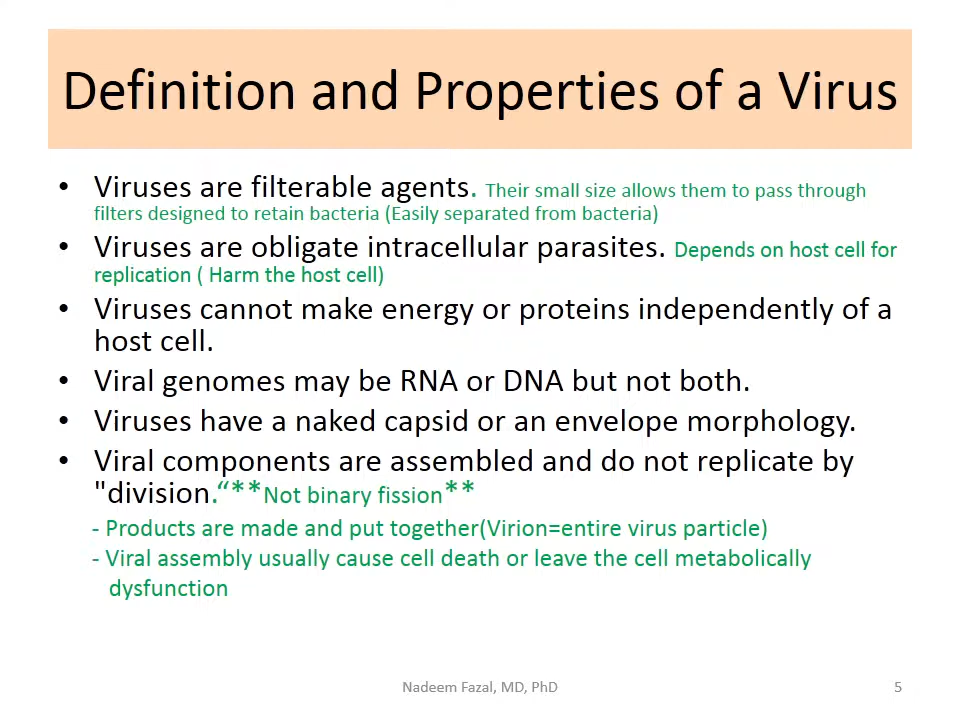 Definition and Properties of a Virus
• Viruses are filterable agents. Their small size allows them to pass through
filters designed to retain bacteria (Easily separated from bacteria)
• Viruses are obligate intracellular parasites. Depends on host cell for
replication ( Harm the host cell)
• Viruses cannot make energy or proteins independently of a
host cell.
• Viral genomes may be RNA or DNA but not both.
• Viruses have a naked capsid or an envelope morphology.
• Viral components are assembled and do not replicate by
"division.“**Not binary fission**
- Products are made and put together(Virion=entire virus particle)
- Viral assembly usually cause cell death or leave the cell metabolically
dysfunction
Nadeem Fazal, MD, PhD
5